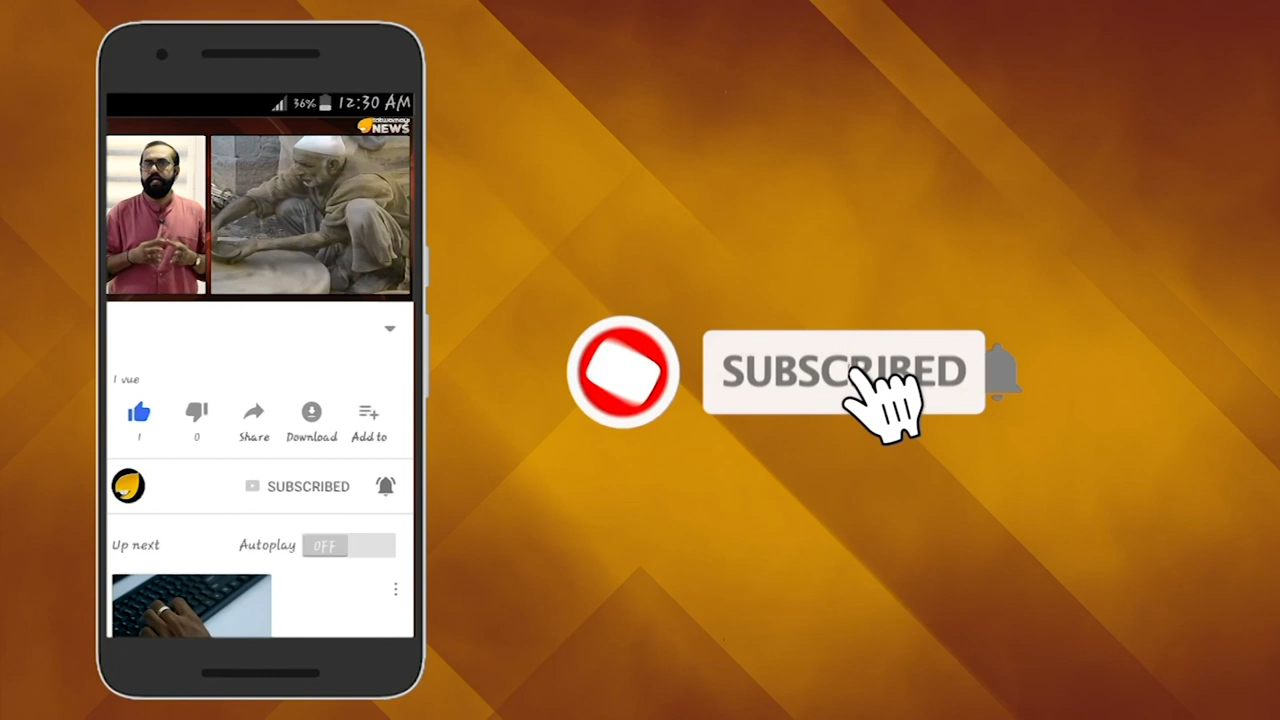 36% 12:30 AM
NEWS
1 vue
1
0
Share
Download
Add to
SUBSCRIBED
Up next
Autoplay
OFF
SUBSCRIBED